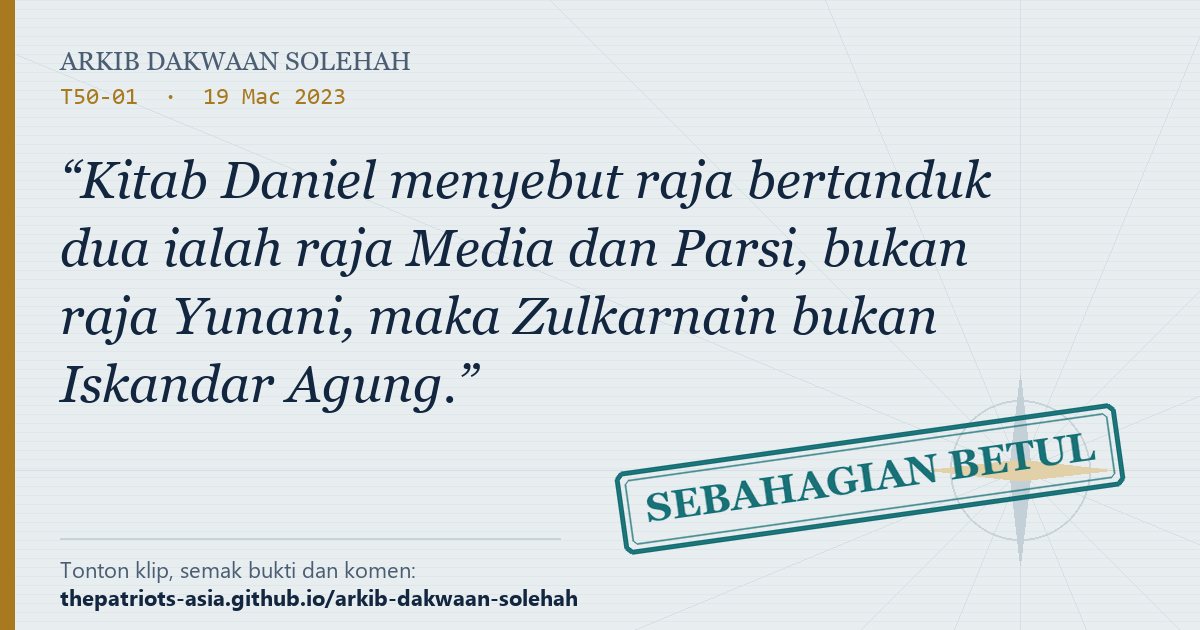 ARKIB DAKWAAN SOLEHAH
T50-01 · 19 Mac 2023
“Kitab Daniel menyebut raja bertanduk
dua ialah raja Media dan Parsi, bukan
raja Yunani, maka Zulkarnain bukan
Iskandar Agung.”
SEBAHAGIAN BETUL
Tonton klip, semak bukti dan komen:
thepatriots-asia.github.io/arkib-dakwaan-solehah